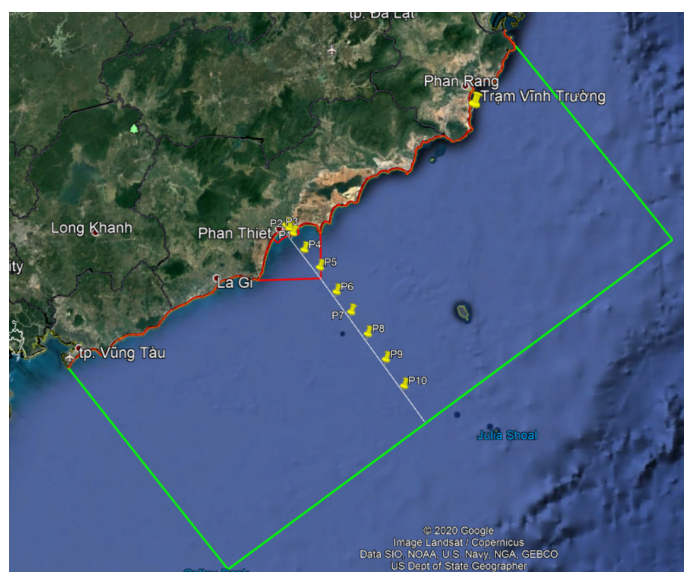 tp. Đà Lạt
Phan Rang
Trạm Vĩnh Trường
Long Khanh
Phan Thiet
P2
P3
P1
P4
P5
La Gi
P6
P7
P8
P9
P10
tp. Vũng Tàu
Julia Shoal
© 2020 Google
Image Landsat / Copernicus
Data SIO, NOAA, U.S. Navy, NGA, GEBCO
US Dept of State Geographer